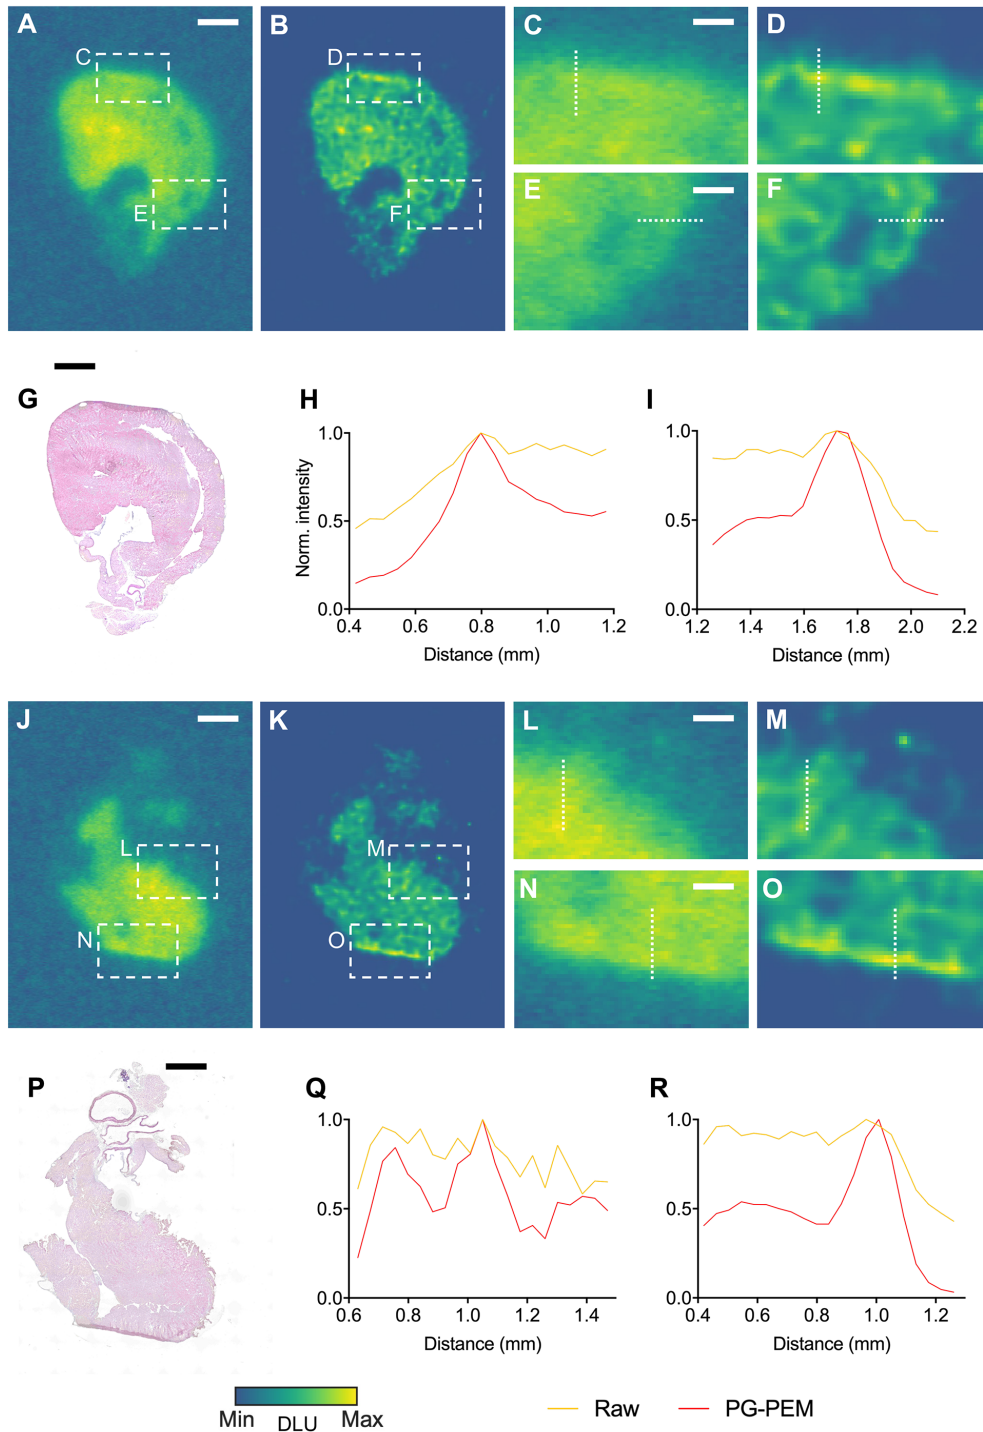 A
B
C
D
C
D
E
F
E
F
G
H
I
Norm. intensity
1.0
0.5
0.0
0.4 0.6 0.8 1.0 1.2
Distance (mm)
1.0
0.5
0.0
1.2 1.4 1.6 1.8 2.0 2.2
Distance (mm)
J
K
L
M
L
M
N
O
N
O
P
Q
R
1.0
0.5
0.0
0.6 0.8 1.0 1.2 1.4
Distance (mm)
1.0
0.5
0.0
0.4 0.6 0.8 1.0 1.2
Distance (mm)
Min DLU Max
Raw
PG-PEM